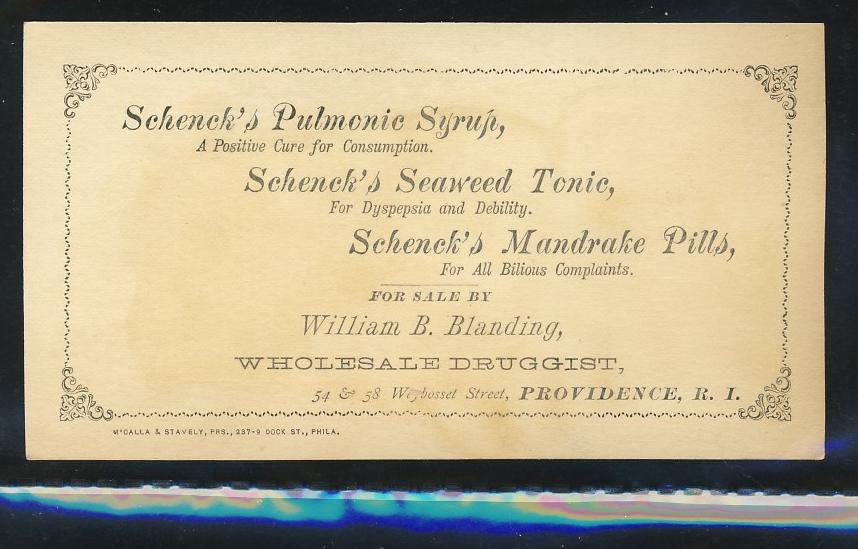 Schenck's Pulmonic Syrup,
A Positive Cure for Consumption.
Schenck's Seaweed Tonic,
For Dyspepsia and Debility.
Schenck's Mandrake Pills,
For All Bilious Complaints.
FOR SALE BY
William B. Blanding,
WHOLESALE DRUGGIST,
54 & 58 Weybosset Street, PROVIDENCE, R. I.
M'CALLA & STAVELY, PRS., 237-9 DOCK ST., PHILA.